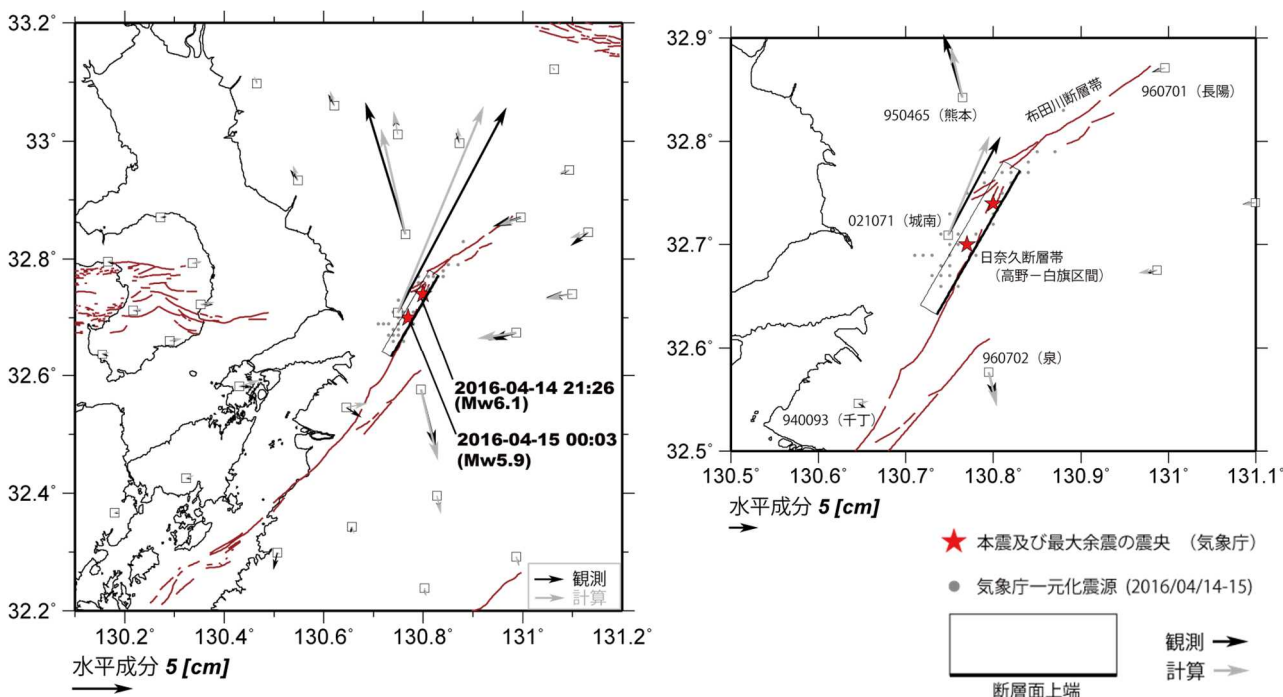 33.2°
33°
32.8°
32.6°
32.4°
32.2°
130.2°
130.4°
130.6°
130.8°
131°
131.2°
2016-04-14 21:26
(Mw6.1)
2016-04-15 00:03
(Mw5.9)
観測
計算
水平成分 5 [cm]
32.9°
32.8°
32.7°
32.6°
32.5°
130.5°
130.6°
130.7°
130.8°
130.9°
131°
131.1°
950465（熊本）
布田川断層帯
960701（長陽）
021071（城南）
日奈久断層帯
（高野－白旗区間）
960702（泉）
940093（千丁）
水平成分 5 [cm]
本震及び最大余震の震央 （気象庁）
気象庁一元化震源 (2016/04/14-15)
観測
計算
断層面上端